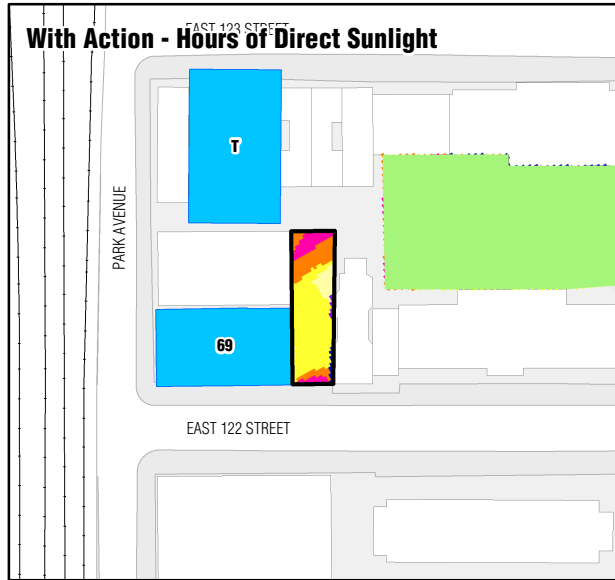 EAST 123 STREET
With Action - Hours of Direct Sunlight
T
PARK AVENUE
69
EAST 122 STREET